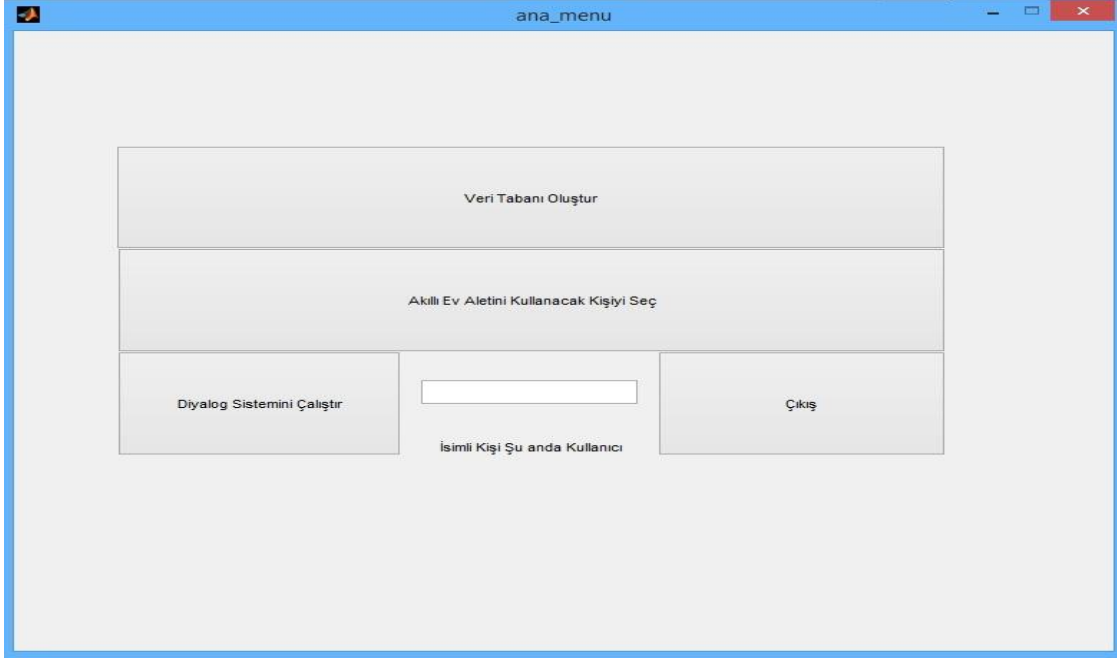 ana_menu
Veri Tabanı Oluştur
Akıllı Ev Aletini Kullanacak Kişiyi Seç
Diyalog Sistemini Çalıştır
İsimli Kişi Şu anda Kullanıcı
Çıkış